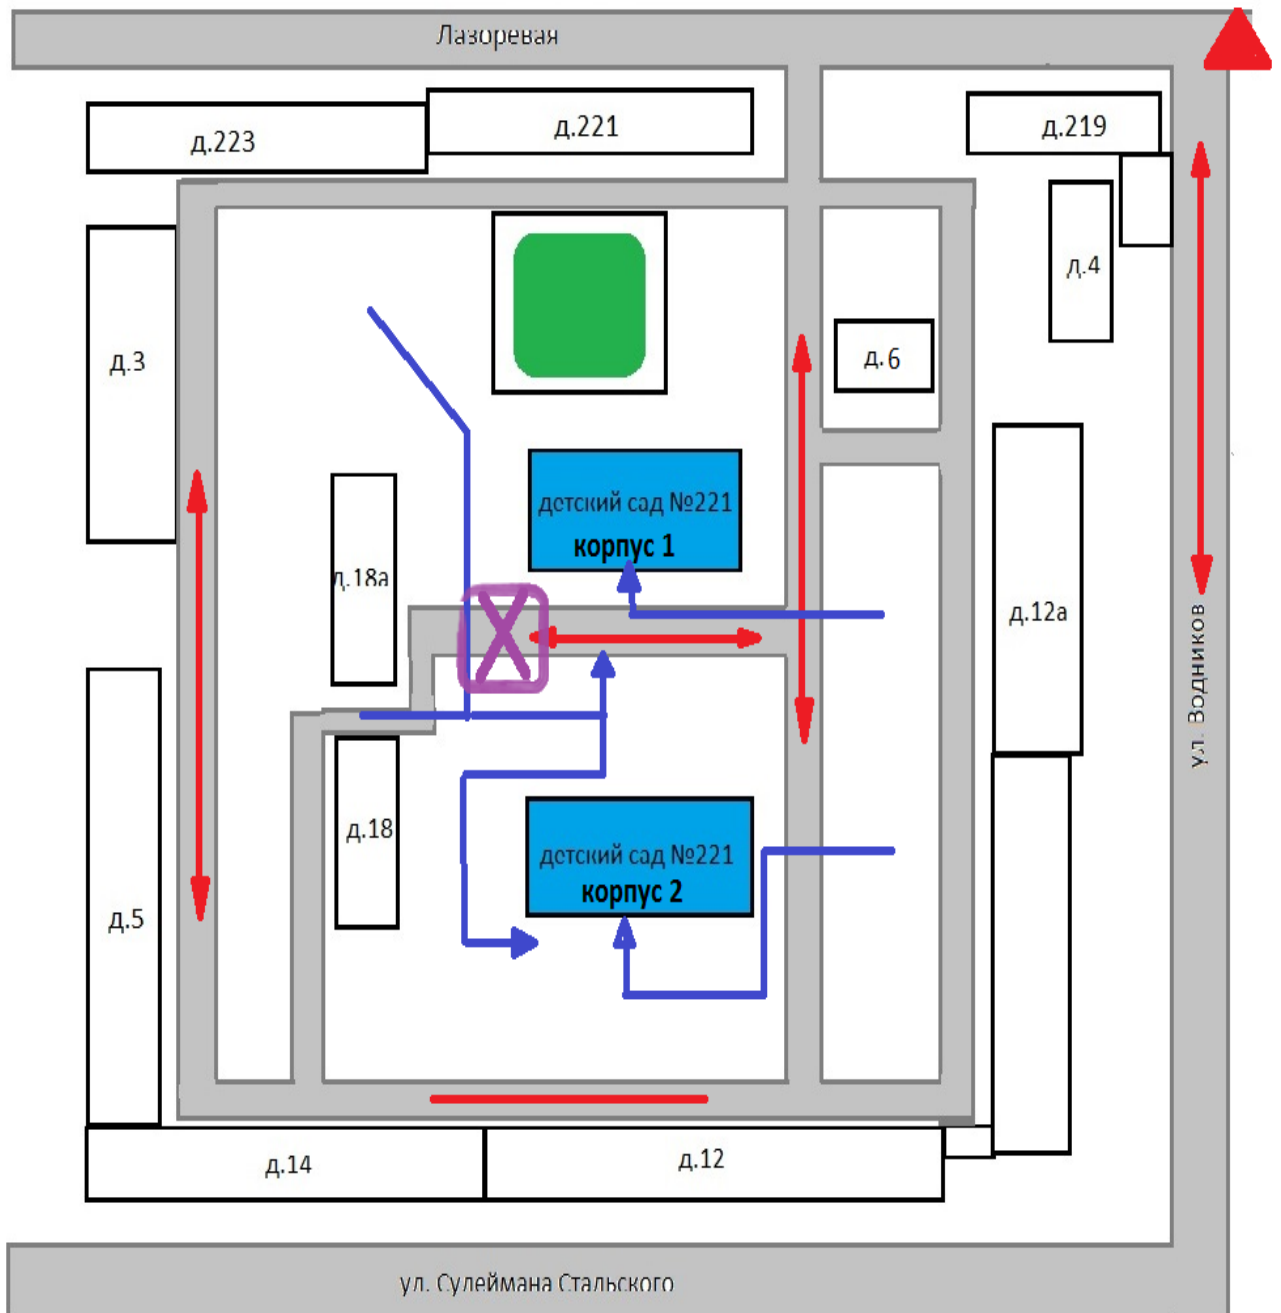 Лазоревая
д.223
д.221
д.219
д.4
д.3
д.6
детский сад №221
корпус 1
д.18а
д.12а
ул. Водников
д.18
детский сад №221
корпус 2
д.5
д.14
д.12
ул. Сулеймана Стальского